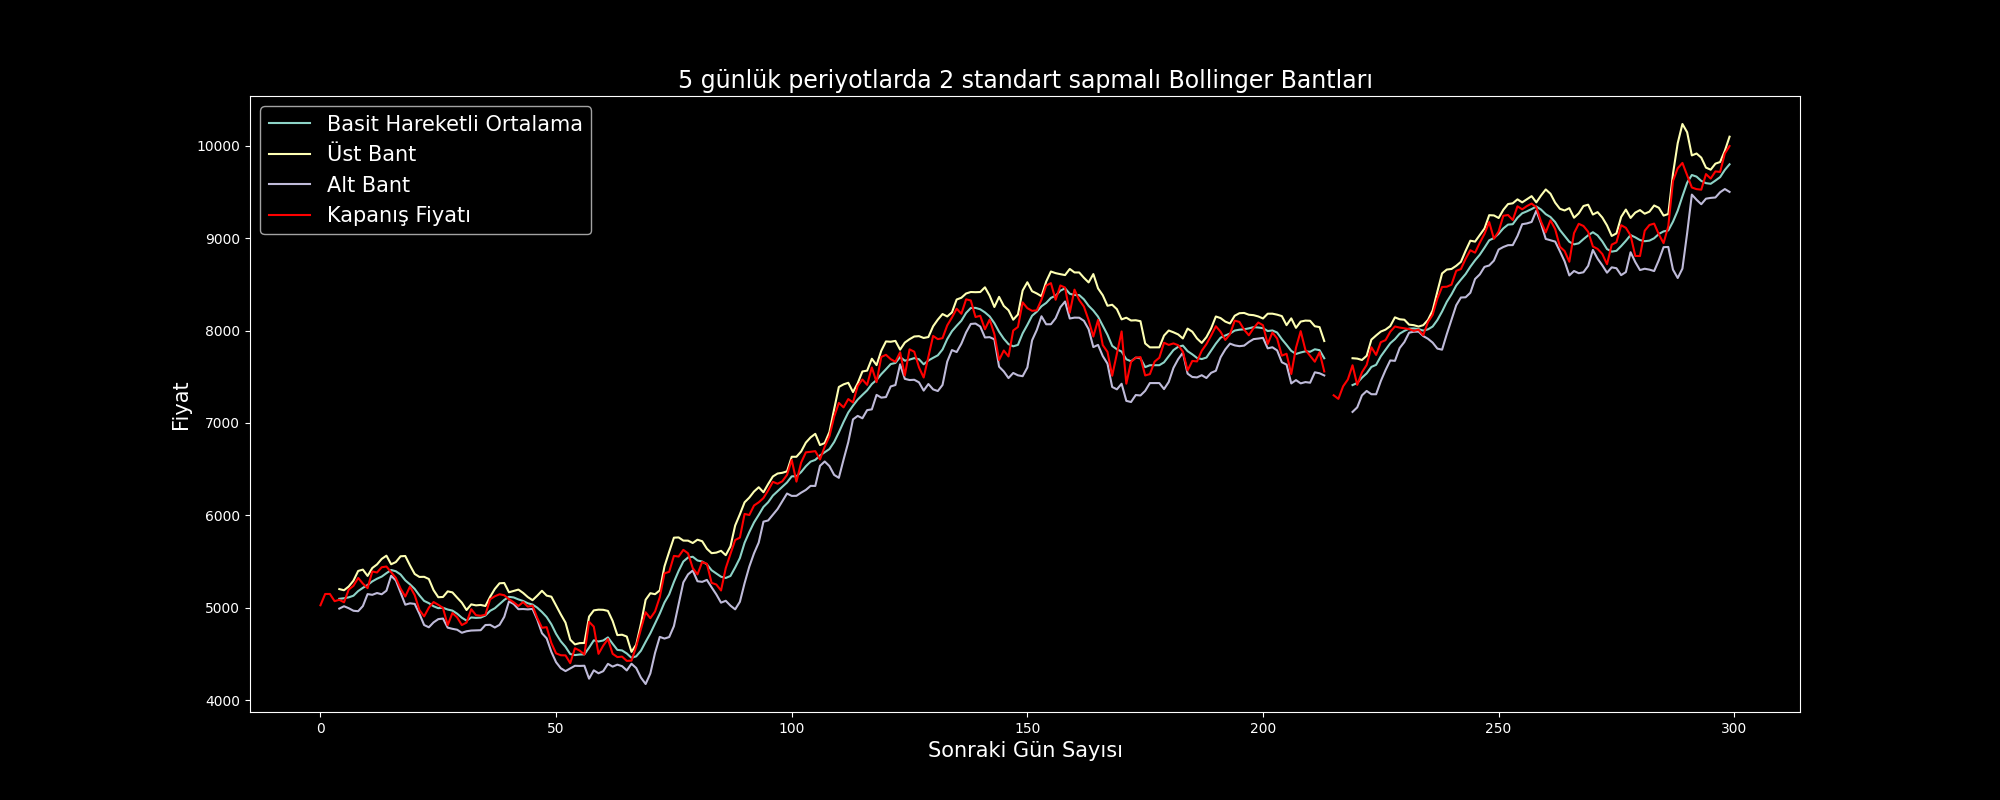 5 günlük periyotlarda 2 standart sapmalı Bollinger Bantları
Basit Hareketli Ortalama
Üst Bant
Alt Bant
Kapanış Fiyatı
Fiyat
10000
9000
8000
7000
6000
5000
4000
0 50 100 150 200 250 300
Sonraki Gün Sayısı